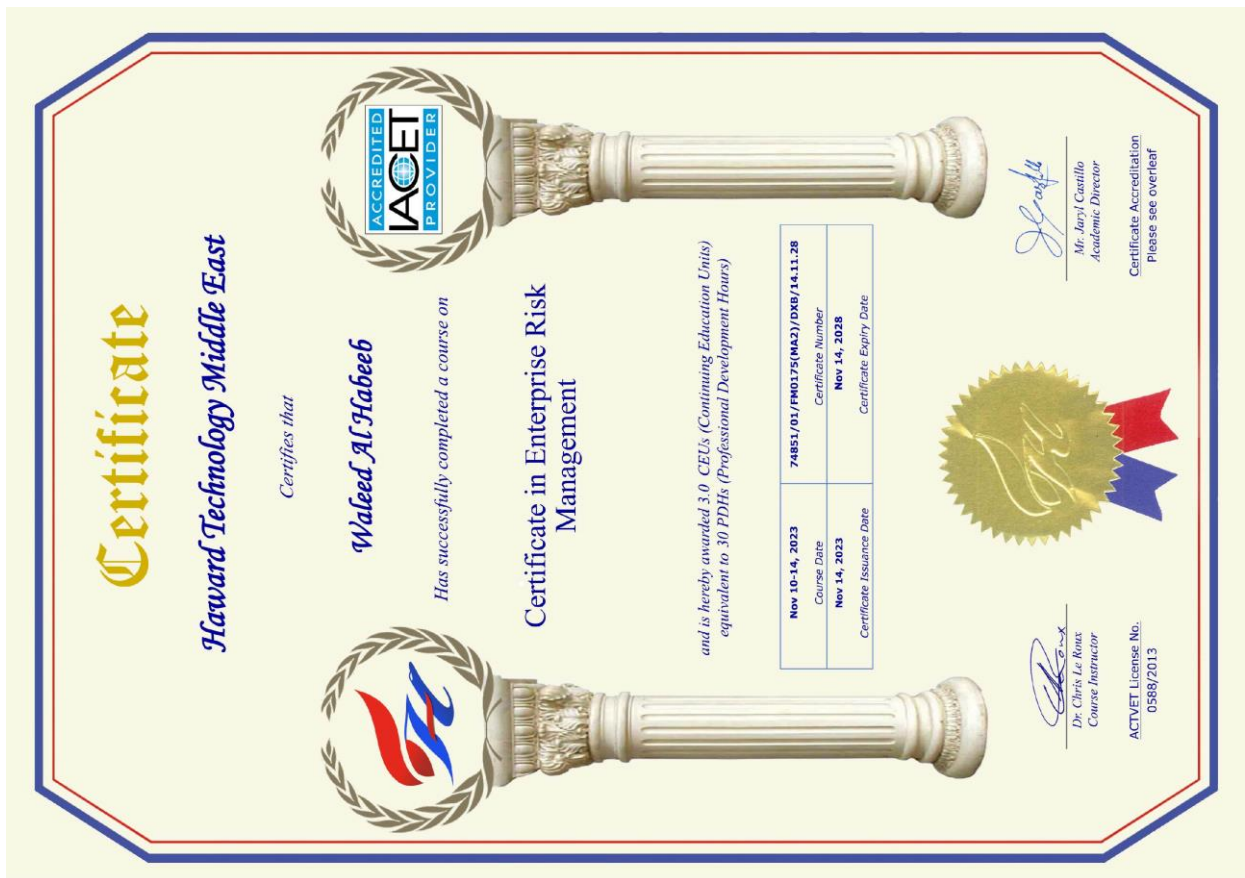 Certificate
Haward Technology Middle East
Certifies that
Waleed Al Habeeb
Has successfully completed a course on
ACCREDITED
IACET
PROVIDER
Certificate in Enterprise Risk
Management
and is hereby awarded 3.0 CEUs (Continuing Education Units)
equivalent to 30 PDHs (Professional Development Hours)
Nov 10-14, 2023 74851/01/FM0175(MA2)/DXB/14.11.28
Course Date Certificate Number
Nov 14, 2023 Nov 14, 2028
Certificate Issuance Date Certificate Expiry Date
Dr. Chris Le Roux
Course Instructor
ACTVET License No.
0588/2013
Mr. Jaryl Castillo
Academic Director
Certificate Accreditation
Please see overleaf